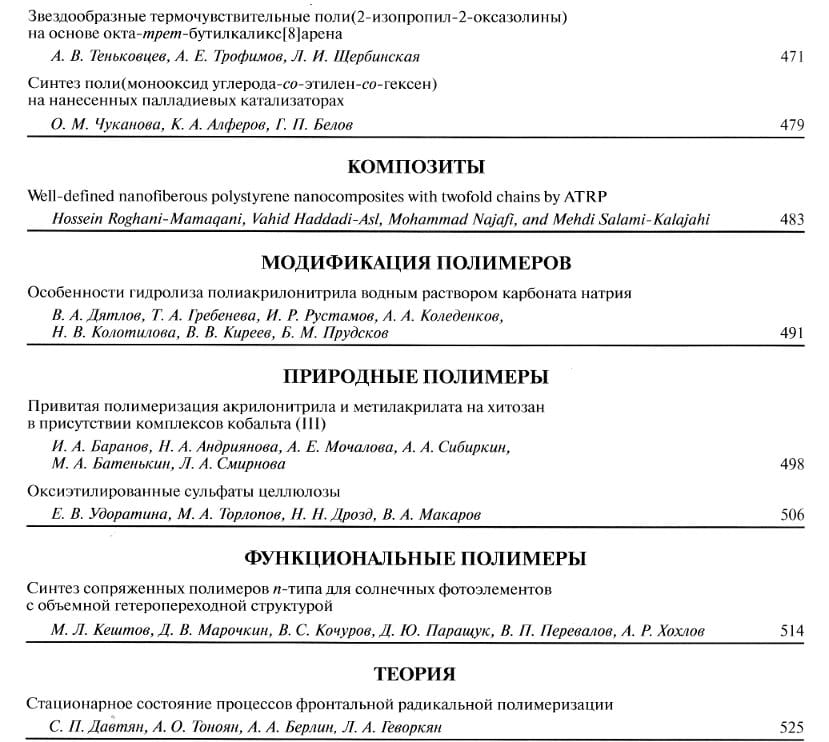 Звездообразные термочувствительные поли(2-изопропил-2-оксазолины)
на основе окта-трет-бутилкаликс[8]арена
А. В. Теньковцев, А. Е. Трофимов, Л. И. Щербинская 471
Синтез поли(монооксид углерода-со-этилен-со-гексен)
на нанесенных палладиевых катализаторах
О. М. Чуканова, К. А. Алферов, Г. П. Белов 479
КОМПОЗИТЫ
Well-defined nanofiberous polystyrene nanocomposites with twofold chains by ATRP
Hossein Roghani-Mamaqani, Vahid Haddadi-Asl, Mohammad Najafi, and Mehdi Salami-Kalajahi 483
МОДИФИКАЦИЯ ПОЛИМЕРОВ
Особенности гидролиза полиакрилонитрила водным раствором карбоната натрия
В. А. Дятлов, Т. А. Гребенева, И. Р. Рустамов, А. А. Коледенков,
Н. В. Колотилова, В. В. Киреев, Б. М. Прудсков 491
ПРИРОДНЫЕ ПОЛИМЕРЫ
Привитая полимеризация акрилонитрила и метилакрилата на хитозан
в присутствии комплексов кобальта (III)
И. А. Баранов, Н. А. Андриянова, А. Е. Мочалова, А. А. Сибиркин,
М. А. Батенькин, Л. А. Смирнова 498
Оксиэтилированные сульфаты целлюлозы
Е. В. Удоратина, М. А. Торлопов, Н. Н. Дрозд, В. А. Макаров 506
ФУНКЦИОНАЛЬНЫЕ ПОЛИМЕРЫ
Синтез сопряженных полимеров n-типа для солнечных фотоэлементов
с объемной гетеропереходной структурой
М. Л. Кештов, Д. В. Марочкин, В. С. Кочуров, Д. Ю. Паращук, В. П. Перевалов, А. Р. Хохлов 514
ТЕОРИЯ
Стационарное состояние процессов фронтальной радикальной полимеризации
С. П. Давтян, А. О. Тоноян, А. А. Берлин, Л. А. Геворкян 525